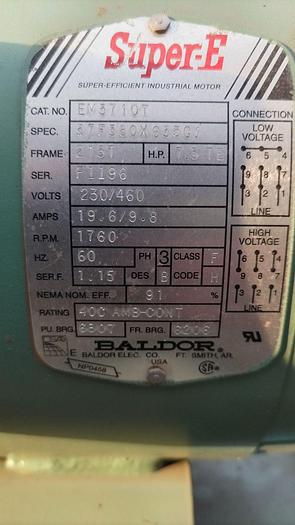 Super-E
SUPER-EFFICIENT INDUSTRIAL MOTOR
CAT. NO. EM3710T
SPEC.
FRAME 213T H.P. 7.5
SER. F1196
VOLTS 230/460
AMPS 19.6/9.8
R.P.M. 1760
HZ. 60 PH 3 CLASS F
SER.F. 1.15 DES B CODE H
NEMA NOM. EFF. 91 %
RATING 40C AMB-CONT
PU. BRG. 6307 FR. BRG. 6206
BALDOR
BALDOR ELEC. CO. FT. SMITH, AR.
USA
NP0458
CONNECTION
LOW
VOLTAGE
6 4 5
9 7 8
3 1 2
LINE
HIGH
VOLTAGE
6 4 5
9 7 8
3 1 2
LINE